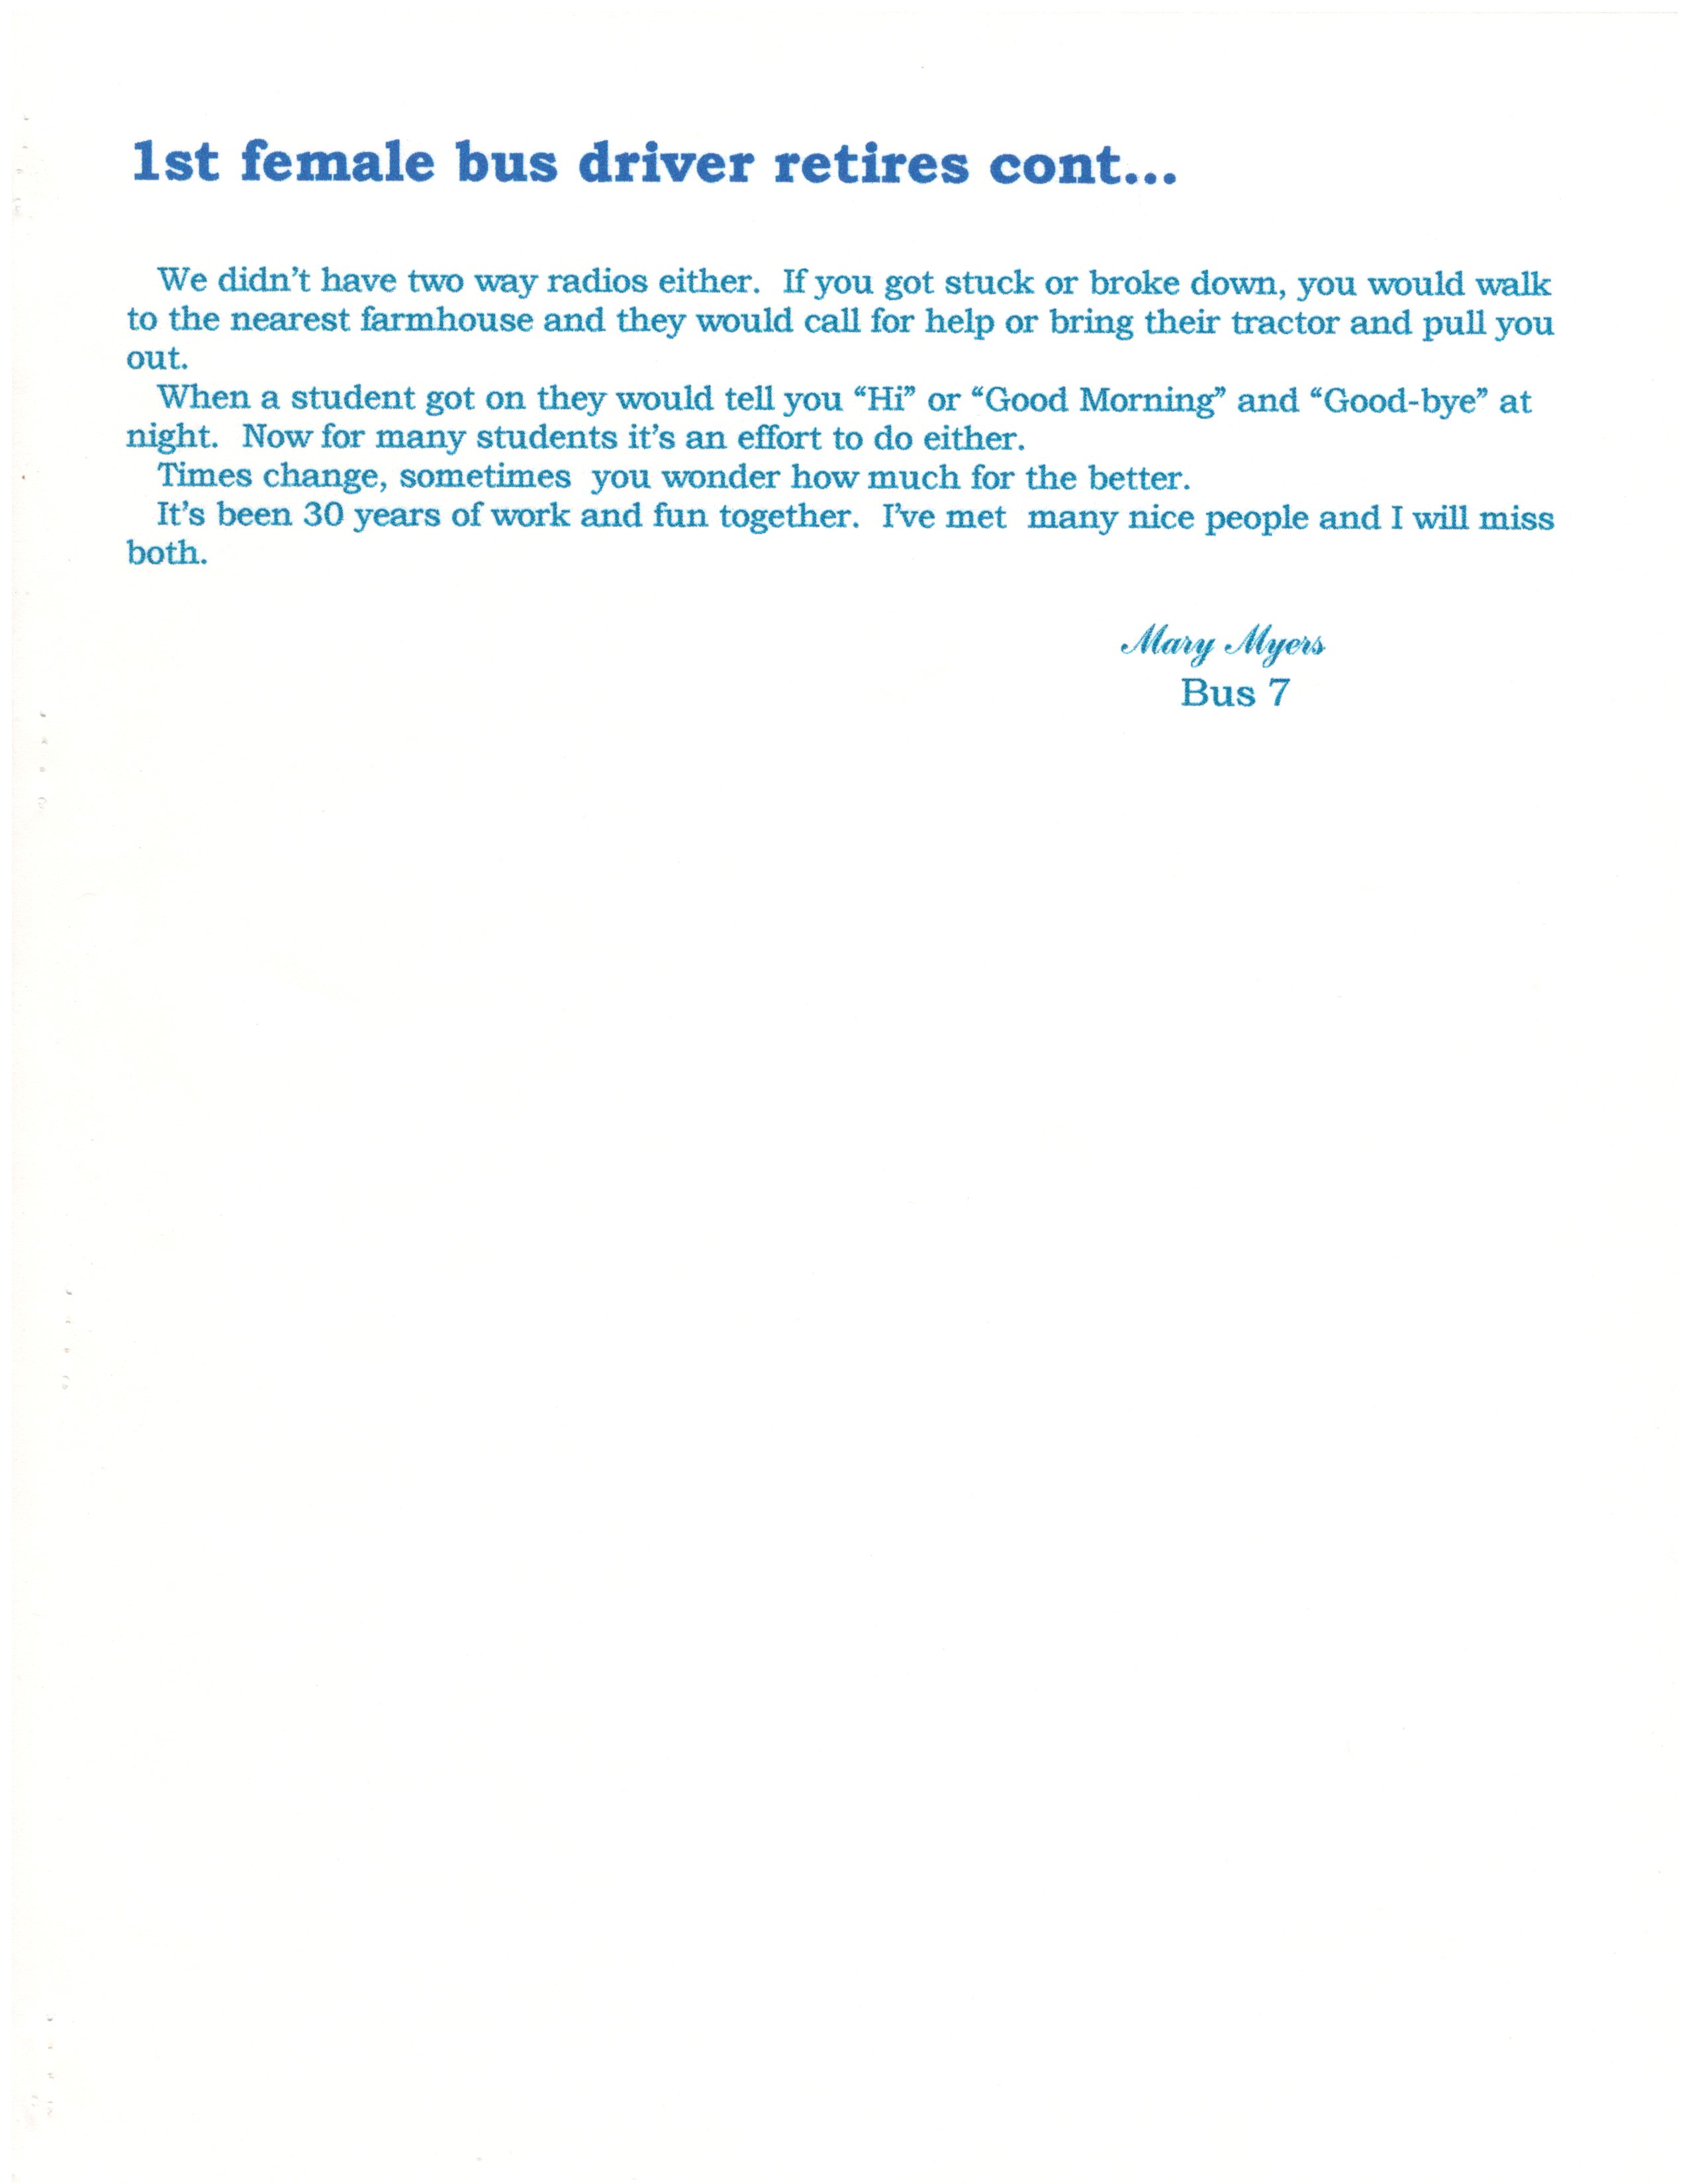 1st female bus driver retires cont...
We didn’t have two way radios either.  If you got stuck or broke down, you would walk
to the nearest farmhouse and they would call for help or bring their tractor and pull you
out.
When a student got on they would tell you “Hi” or “Good Morning” and “Good-bye” at
night.  Now for many students it’s an effort to do either.
Times change, sometimes  you wonder how much for the better.
It’s been 30 years of work and fun together.  I’ve met  many nice people and I will miss
both.
Mary Myers
Bus 7